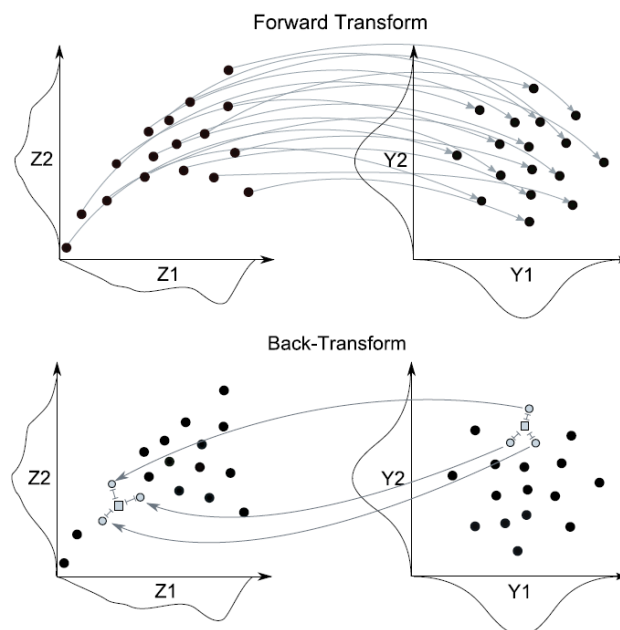 Forward Transform
Z2
Y2
Z1
Y1
Back-Transform
Z2
Y2
Z1
Y1